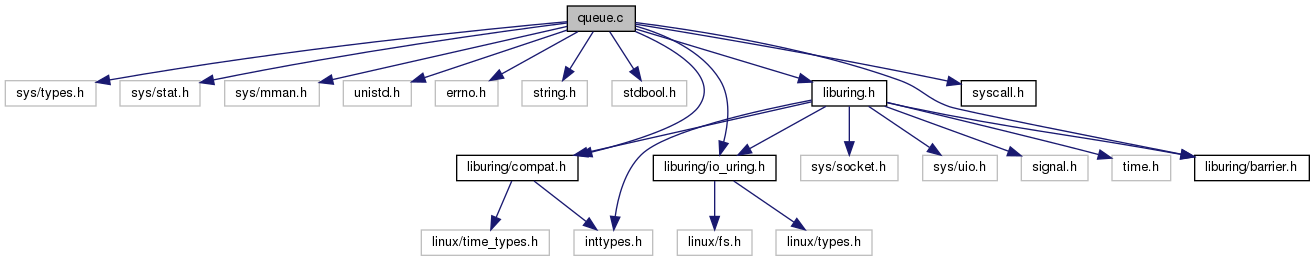 queue.c
sys/types.h
sys/stat.h
sys/mman.h
unistd.h
errno.h
string.h
stdbool.h
liburing.h
syscall.h
liburing/compat.h
liburing/io_uring.h
sys/socket.h
sys/uio.h
signal.h
time.h
liburing/barrier.h
linux/time_types.h
inttypes.h
linux/fs.h
linux/types.h